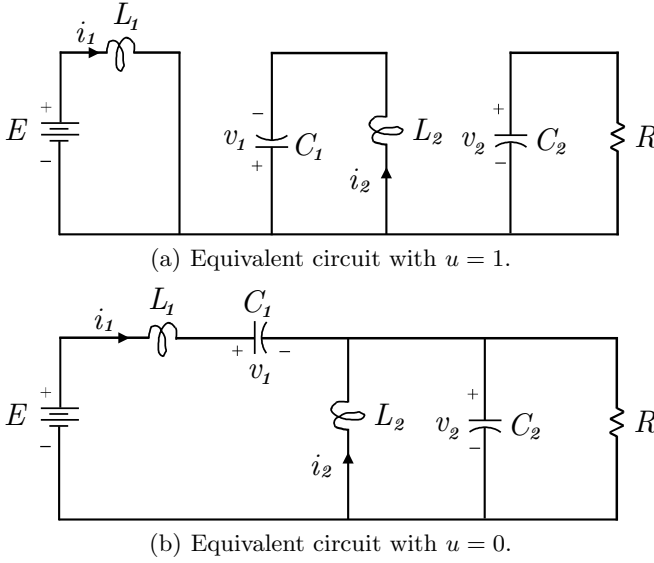 i₁ L₁
+ − + − + −
E v₁ C₁ L₂ i₂ v₂ C₂ R
(a) Equivalent circuit with u = 1.
i₁ L₁ C₁
+ − v₁
+ − + −
E L₂ i₂ v₂ C₂ R
(b) Equivalent circuit with u = 0.